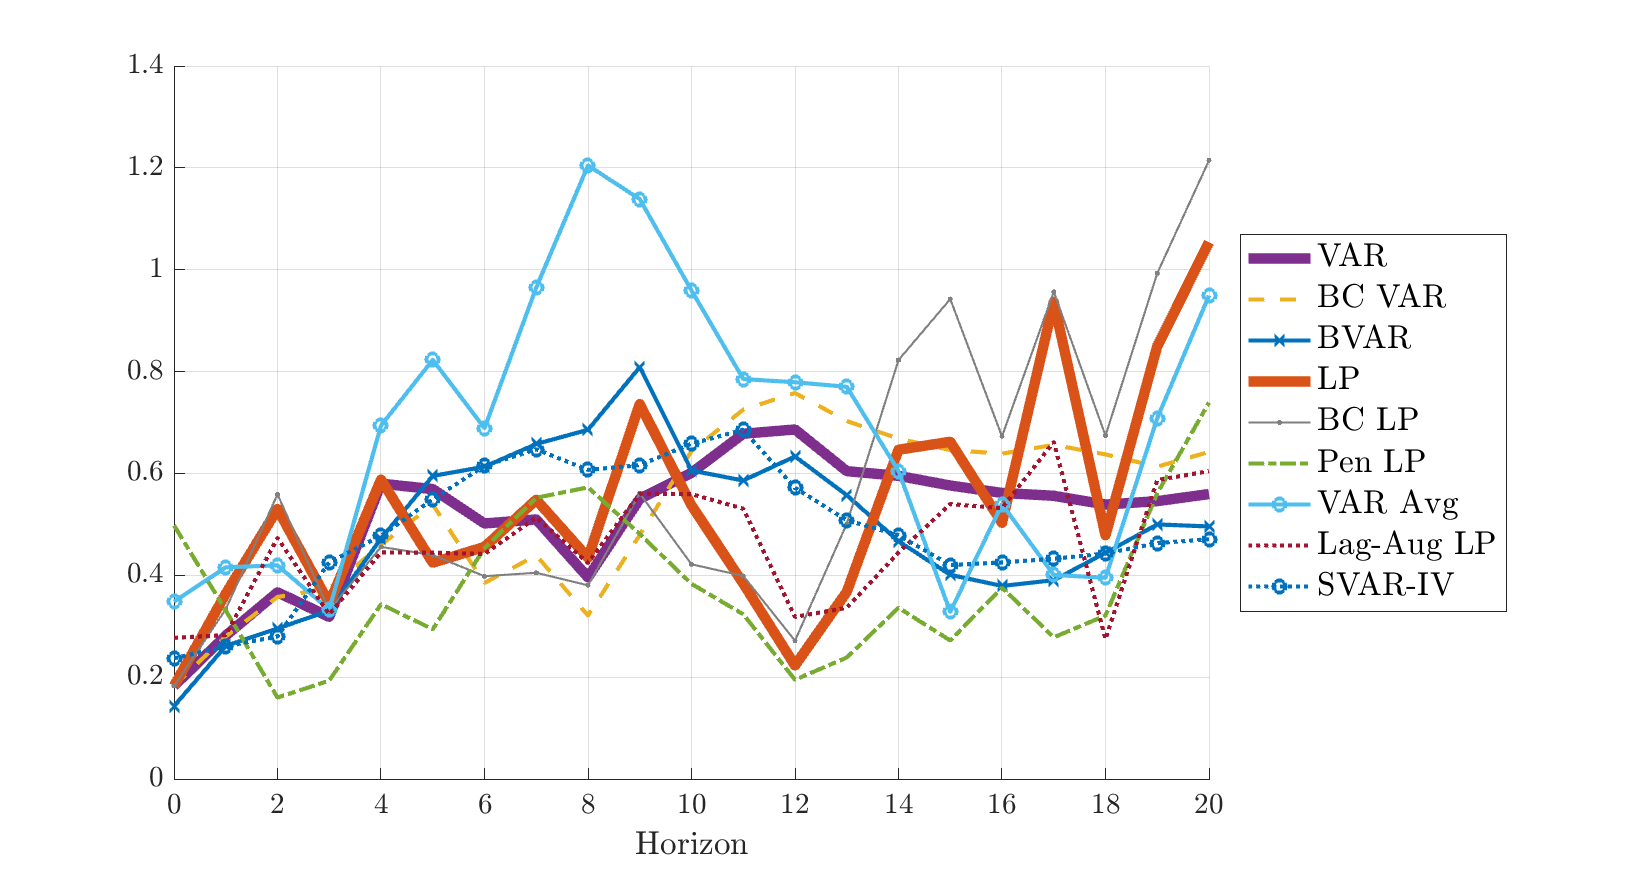 1.4
1.2
1
0.8
0.6
0.4
0.2
0
0 2 4 6 8 10 12 14 16 18 20
Horizon
VAR
BC VAR
BVAR
LP
BC LP
Pen LP
VAR Avg
Lag-Aug LP
SVAR-IV